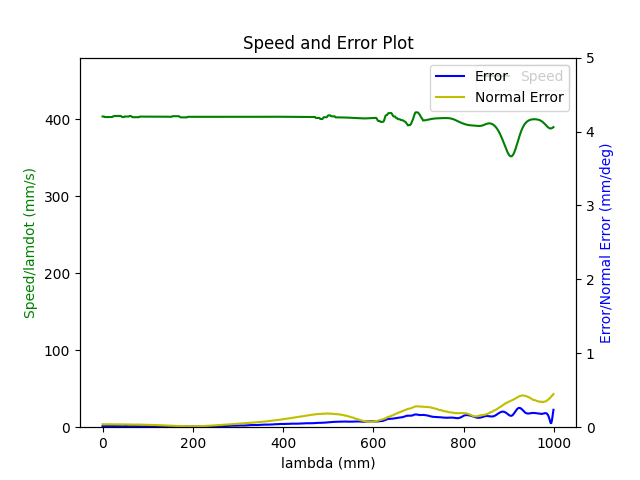 Speed and Error Plot
Error
Speed
Normal Error
Speed/lamdot (mm/s)
400
300
200
100
0
5
4
3
2
1
0
Error/Normal Error (mm/deg)
0 200 400 600 800 1000
lambda (mm)